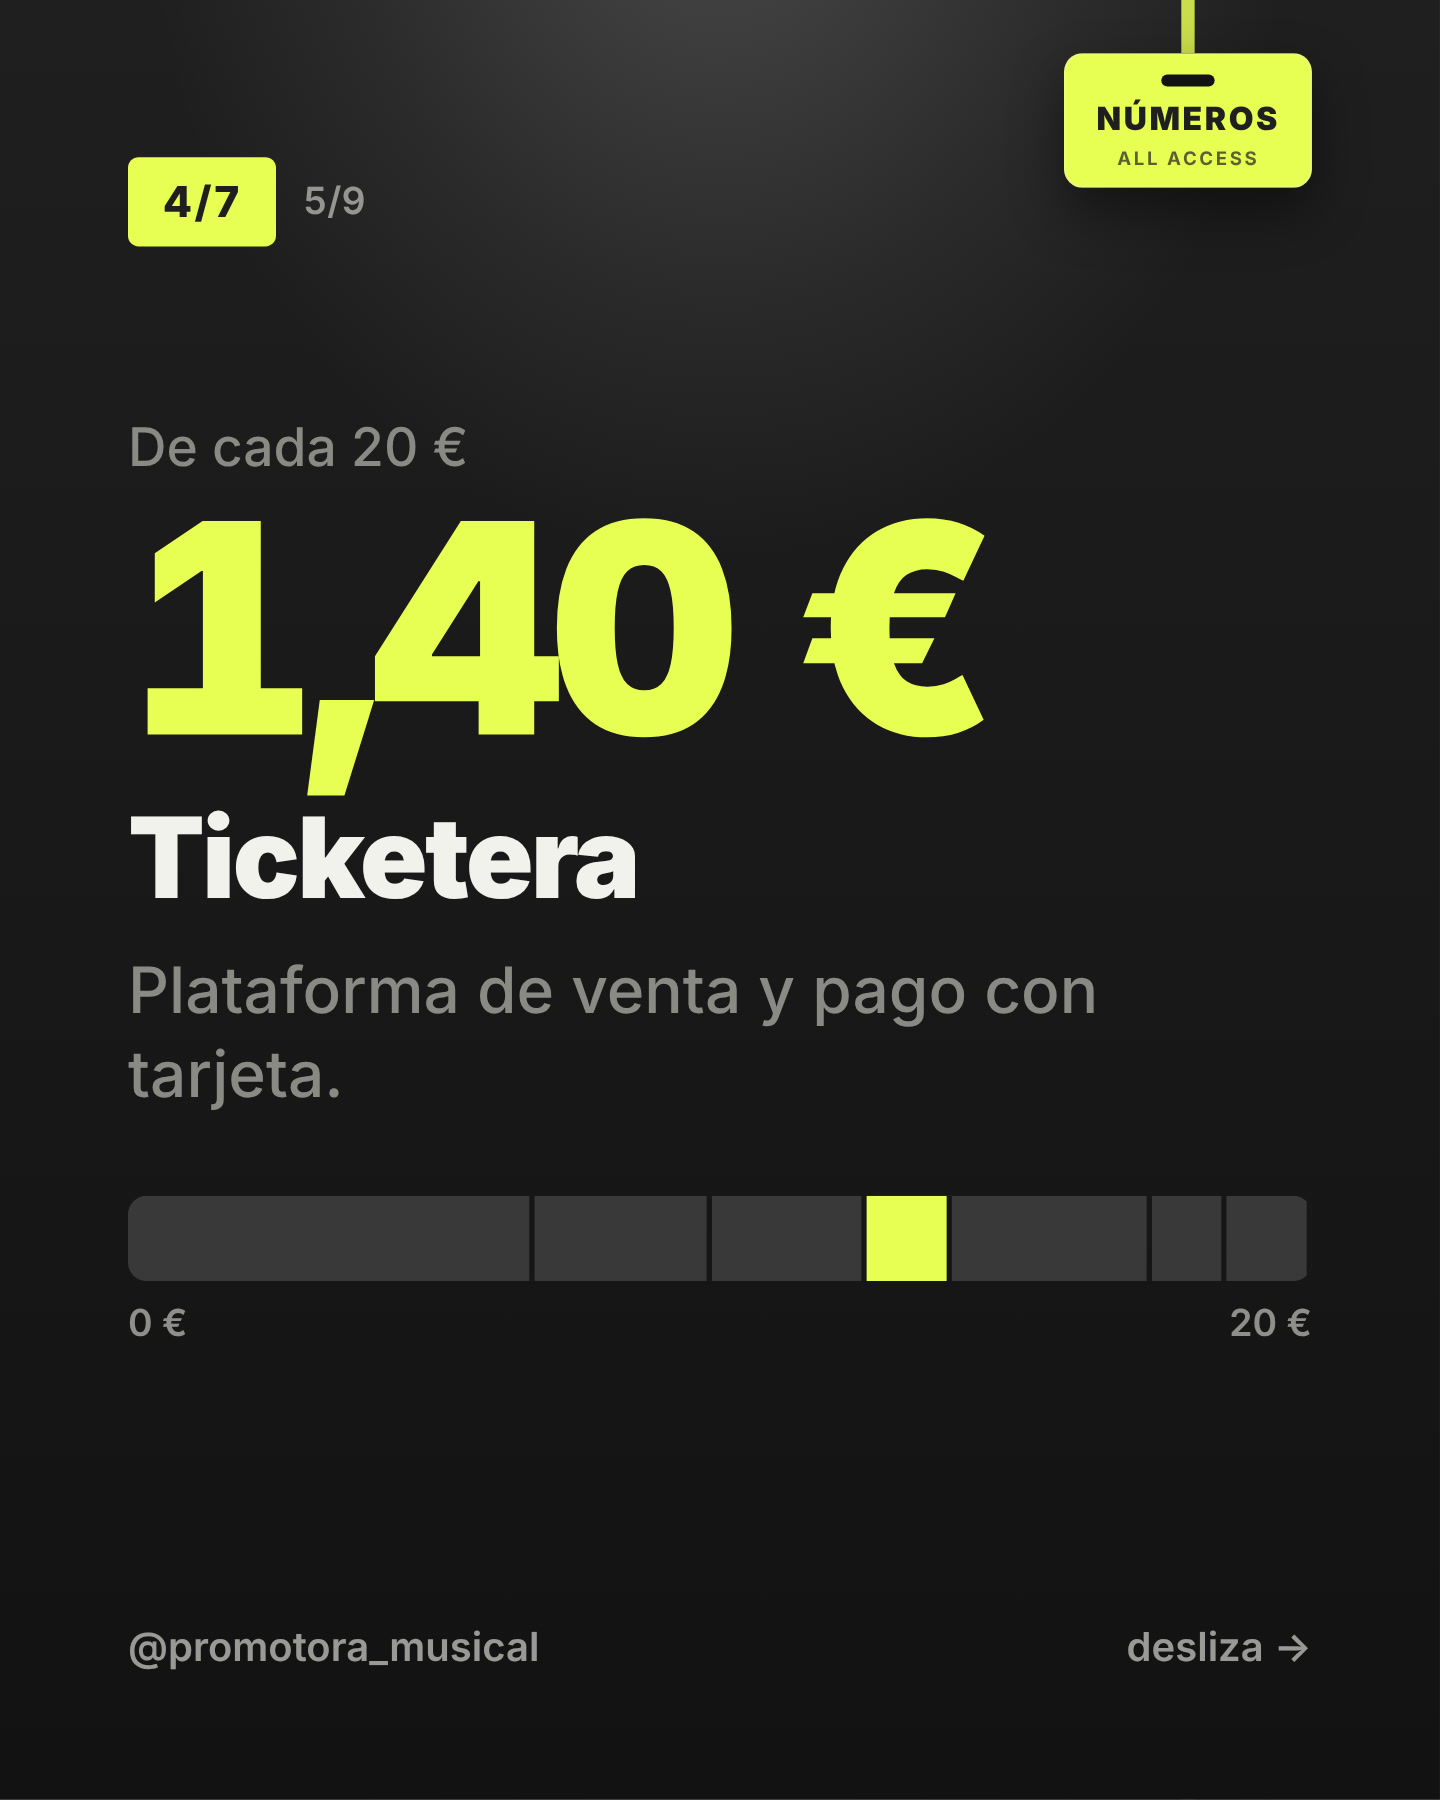 NÚMEROS
ALL ACCESS
4/7 5/9
De cada 20 €
1,40 €
Ticketera
Plataforma de venta y pago con
tarjeta.
0 € 20 €
@promotora_musical desliza →